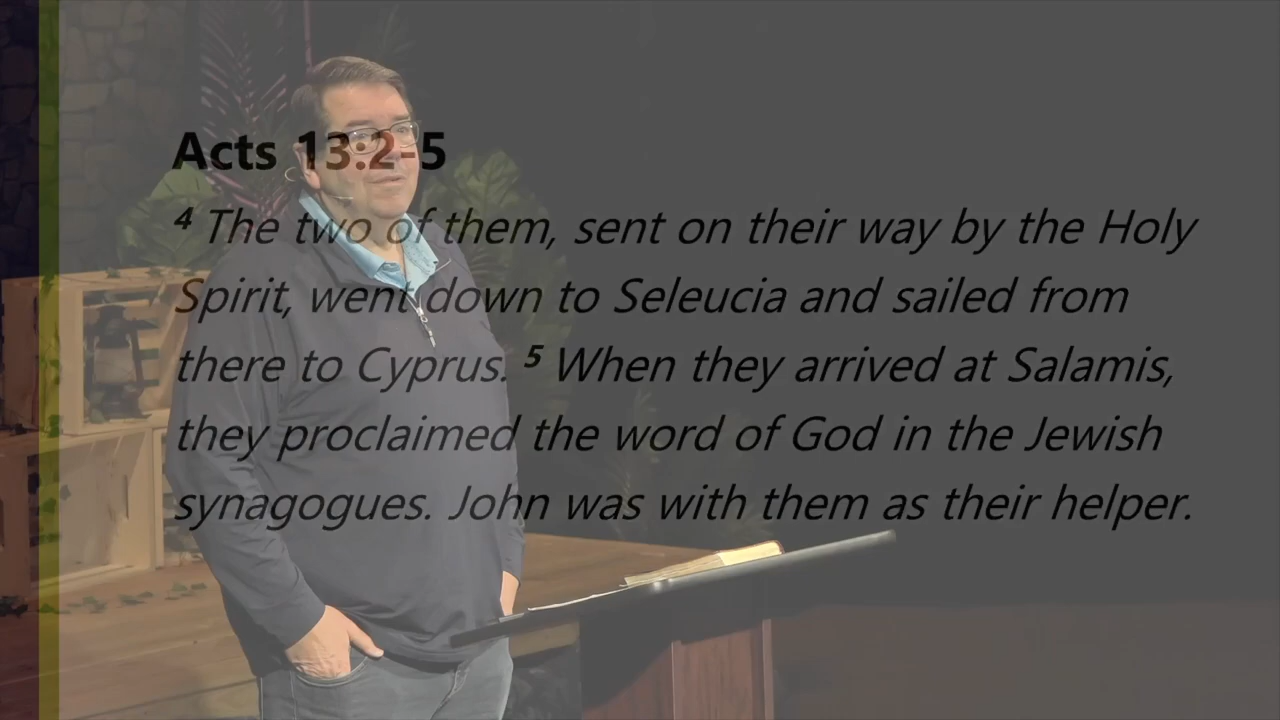 Acts 13:2-5
4 The two of them, sent on their way by the Holy
Spirit, went down to Seleucia and sailed from
there to Cyprus. 5 When they arrived at Salamis,
they proclaimed the word of God in the Jewish
synagogues. John was with them as their helper.